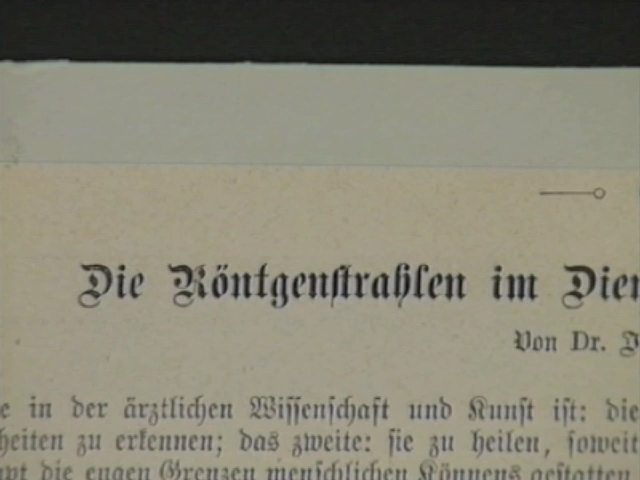 Die Röntgenstrahlen im Dien
Von Dr. J
e in der ärztlichen Wissenschaft und Kunst ist: die
heiten zu erkennen; das zweite: sie zu heilen, soweit
pt die engen Grenzen menschlichen Könnens gestatten